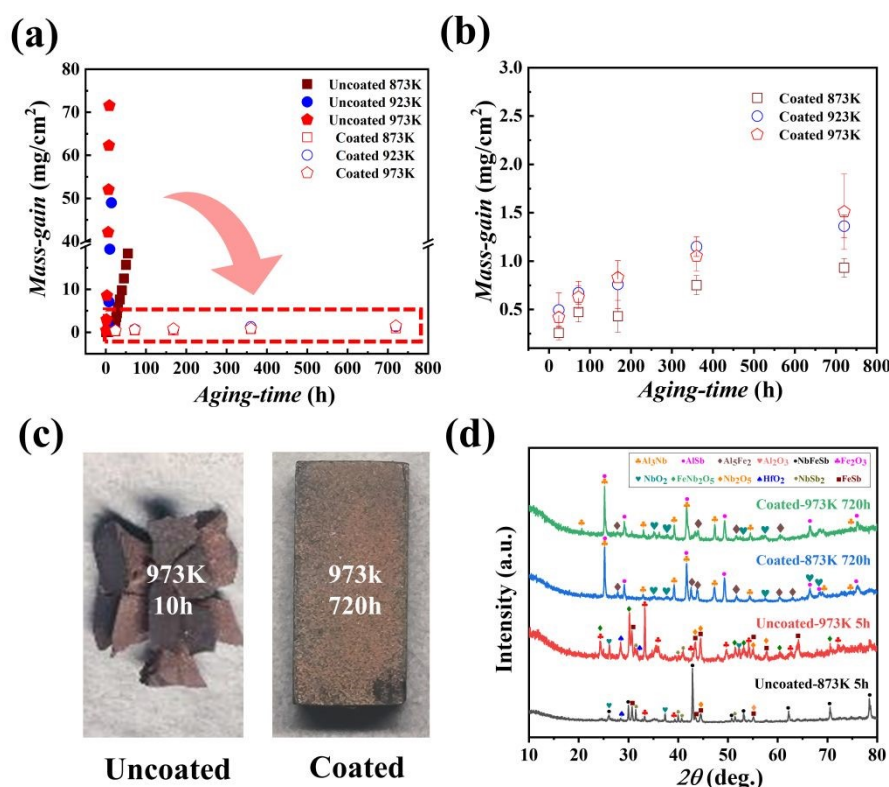 (a)
80
70
60
50
40
10
5
0
0 100 200 300 400 500 600 700 800
Mass-gain (mg/cm²)
Aging-time (h)
Uncoated 873K
Uncoated 923K
Uncoated 973K
Coated 873K
Coated 923K
Coated 973K
(b)
3.0
2.5
2.0
1.5
1.0
0.5
0 100 200 300 400 500 600 700 800
Mass-gain (mg/cm²)
Aging-time (h)
Coated 873K
Coated 923K
Coated 973K
(c)
973K
10h
973k
720h
Uncoated
Coated
(d)
Al₃Nb AlSb Al₅Fe₂ Al₂O₃ NbFeSb Fe₂O₃
NbO₂ FeNb₂O₅ Nb₂O₅ HfO₂ NbSb₂ FeSb
Coated-973K 720h
Coated-873K 720h
Uncoated-973K 5h
Uncoated-873K 5h
Intensity (a.u.)
10 20 30 40 50 60 70 80
2θ (deg.)